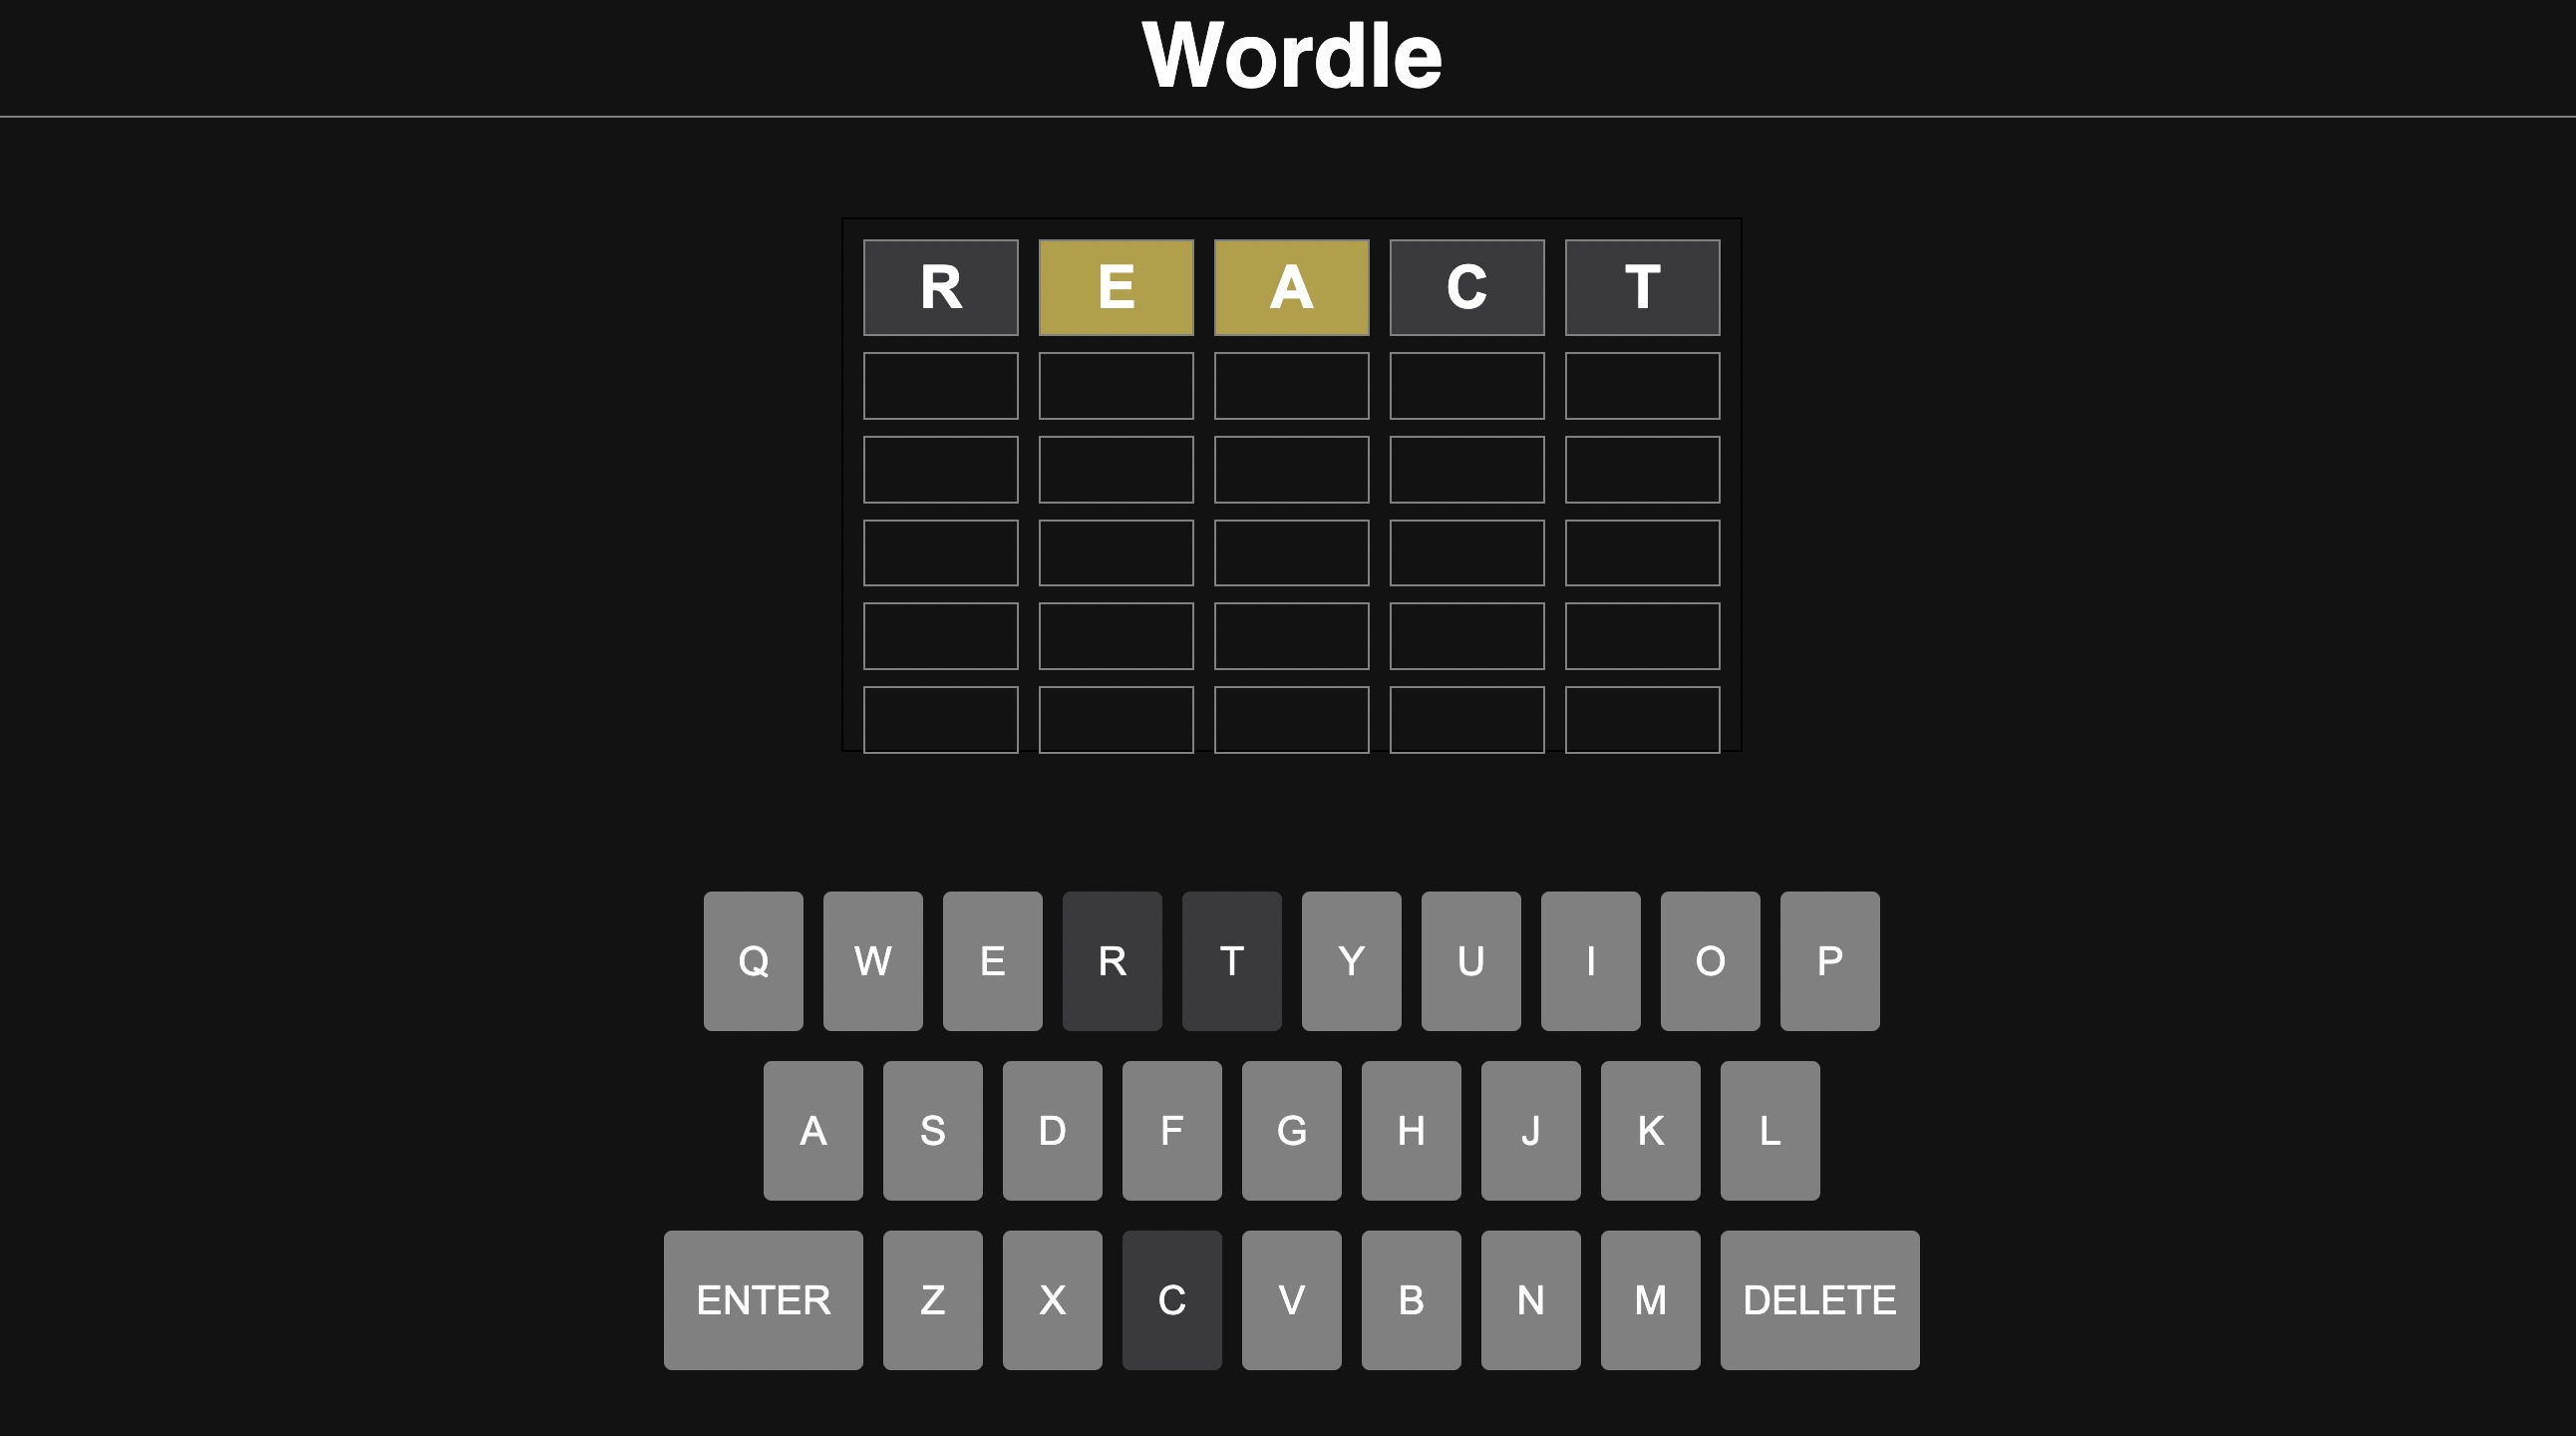 Wordle
R E A C T
Q W E R T Y U I O P
A S D F G H J K L
ENTER Z X C V B N M DELETE